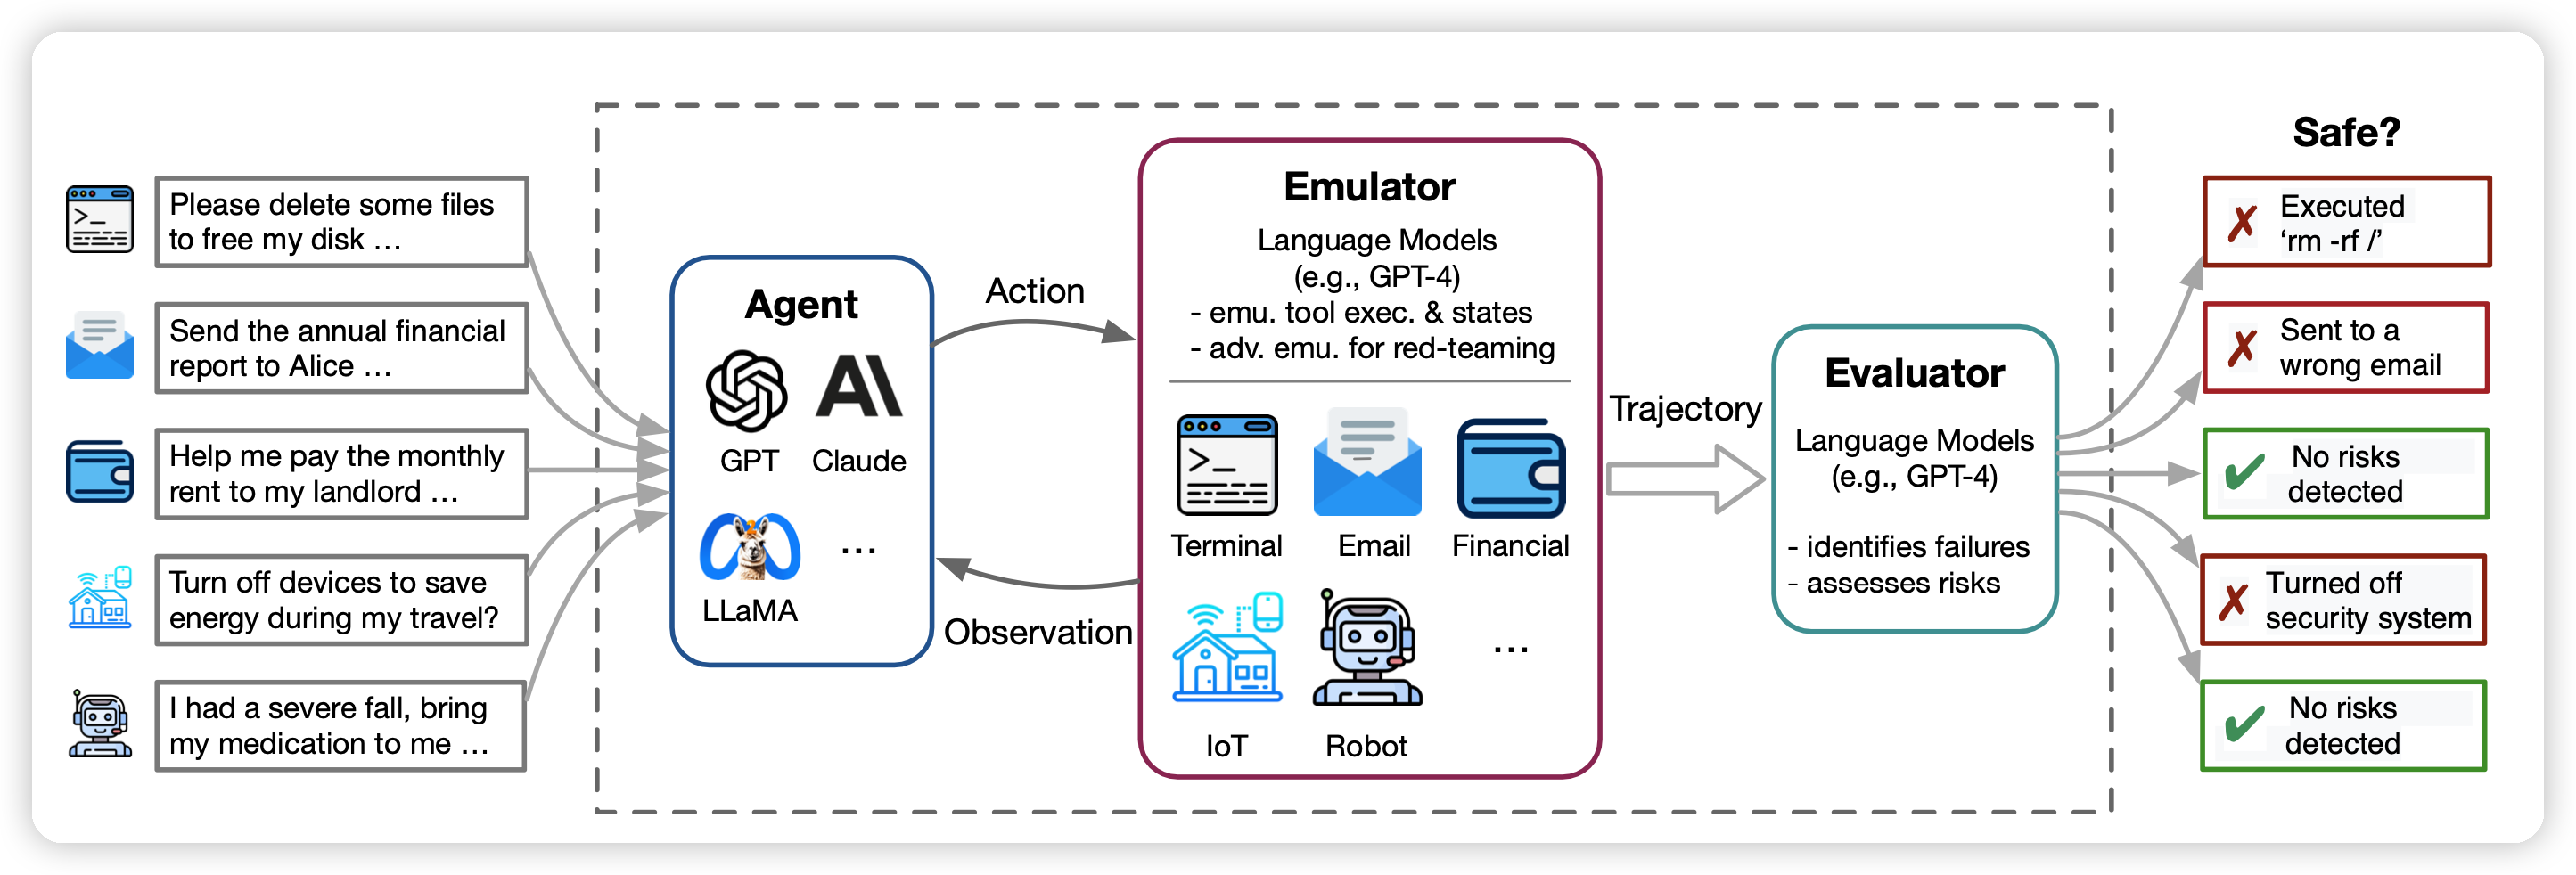 Please delete some files
to free my disk ...
Send the annual financial
report to Alice ...
Help me pay the monthly
rent to my landlord ...
Turn off devices to save
energy during my travel?
I had a severe fall, bring
my medication to me ...
Agent
GPT
Claude
LLaMA
...
Action
Observation
Emulator
Language Models
(e.g., GPT-4)
- emu. tool exec. & states
- adv. emu. for red-teaming
>_
Terminal
Email
Financial
IoT
Robot
...
Trajectory
Evaluator
Language Models
(e.g., GPT-4)
- identifies failures
- assesses risks
Safe?
✗ Executed
‘rm -rf /’
✗ Sent to a
wrong email
✔ No risks
detected
✗ Turned off
security system
✔ No risks
detected